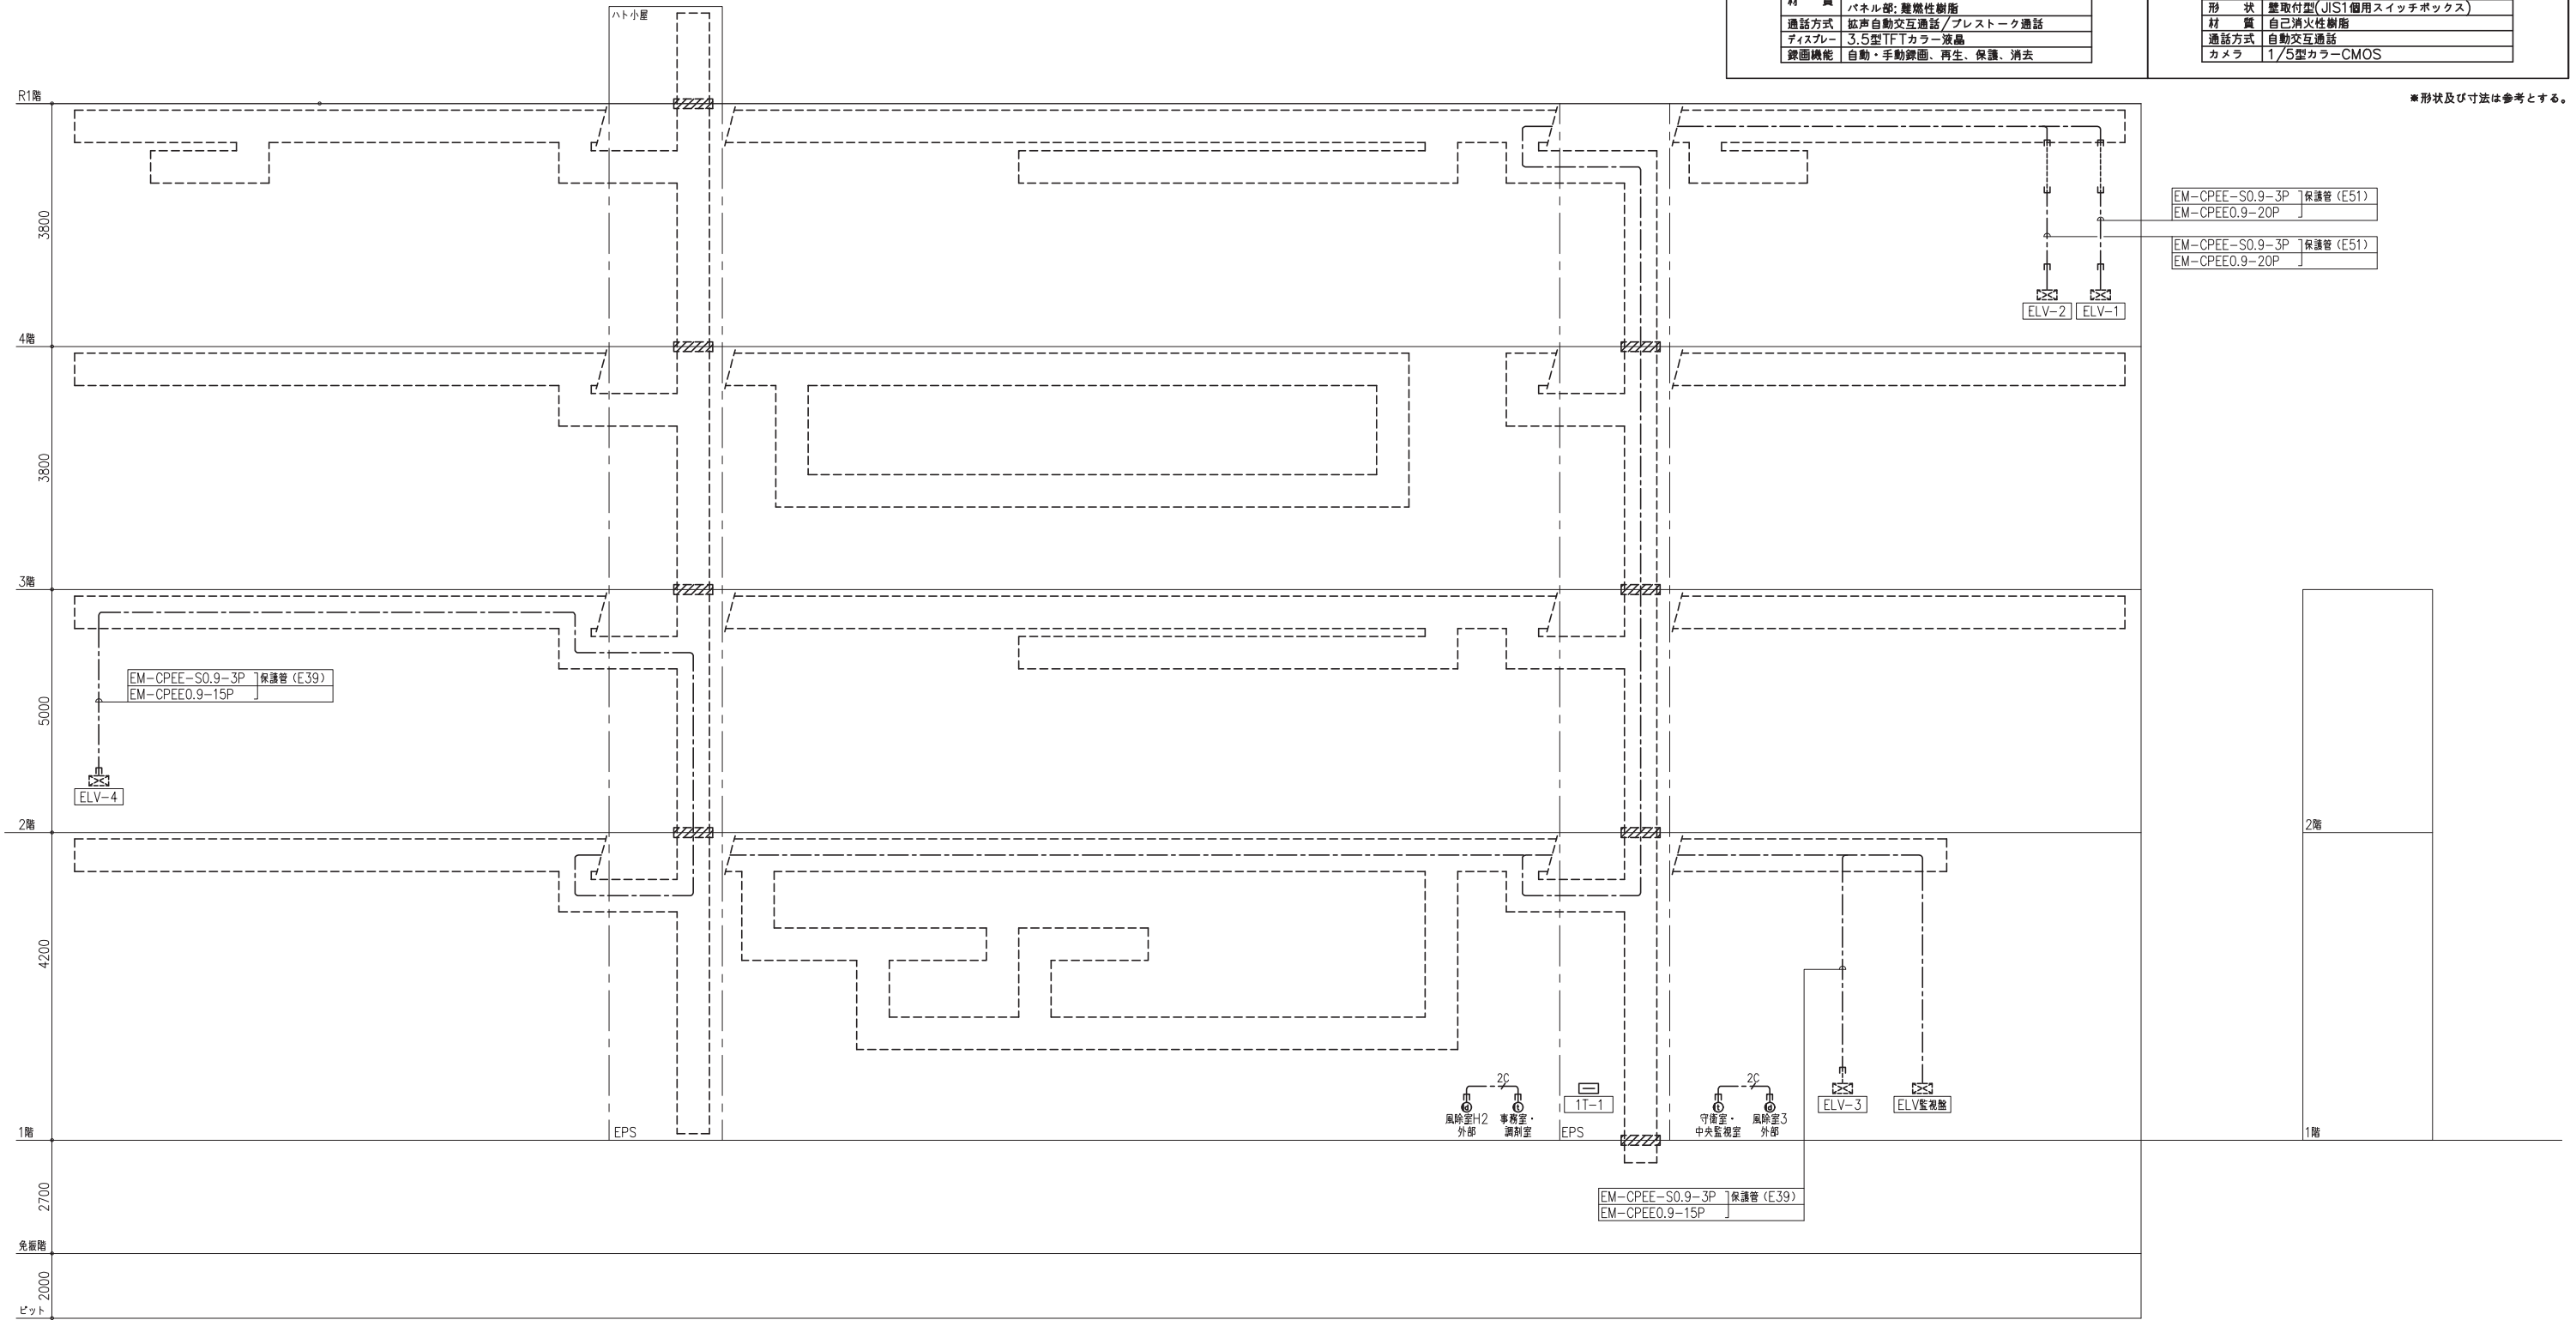 材　質
パネル部:難燃性樹脂
通話方式 拡声自動交互通話/プレストーク通話
ディスプレー 3.5型TFTカラー液晶
録画機能 自動・手動録画、再生、保護、消去
形　状 壁取付型(JIS1個用スイッチボックス)
材　質 自己消火性樹脂
通話方式 自動交互通話
カメラ 1/5型カラーCMOS
※形状及び寸法は参考とする。
ハト小屋
R1階
3800
EM-CPEE-S0.9-3P 保護管(E51)
EM-CPEE0.9-20P
EM-CPEE-S0.9-3P 保護管(E51)
EM-CPEE0.9-20P
ELV-2 ELV-1
4階
3800
3階
EM-CPEE-S0.9-3P 保護管(E39)
EM-CPEE0.9-15P
5000
ELV-4
2階
2階
4200
2C
風除室H2
外部
事務室・
調剤室
1T-1
2C
守衛室・
中央監視室
風除室3
外部
ELV-3
ELV監視盤
1階
EPS
EPS
1階
2700
EM-CPEE-S0.9-3P 保護管(E39)
EM-CPEE0.9-15P
免振階
2000
ピット